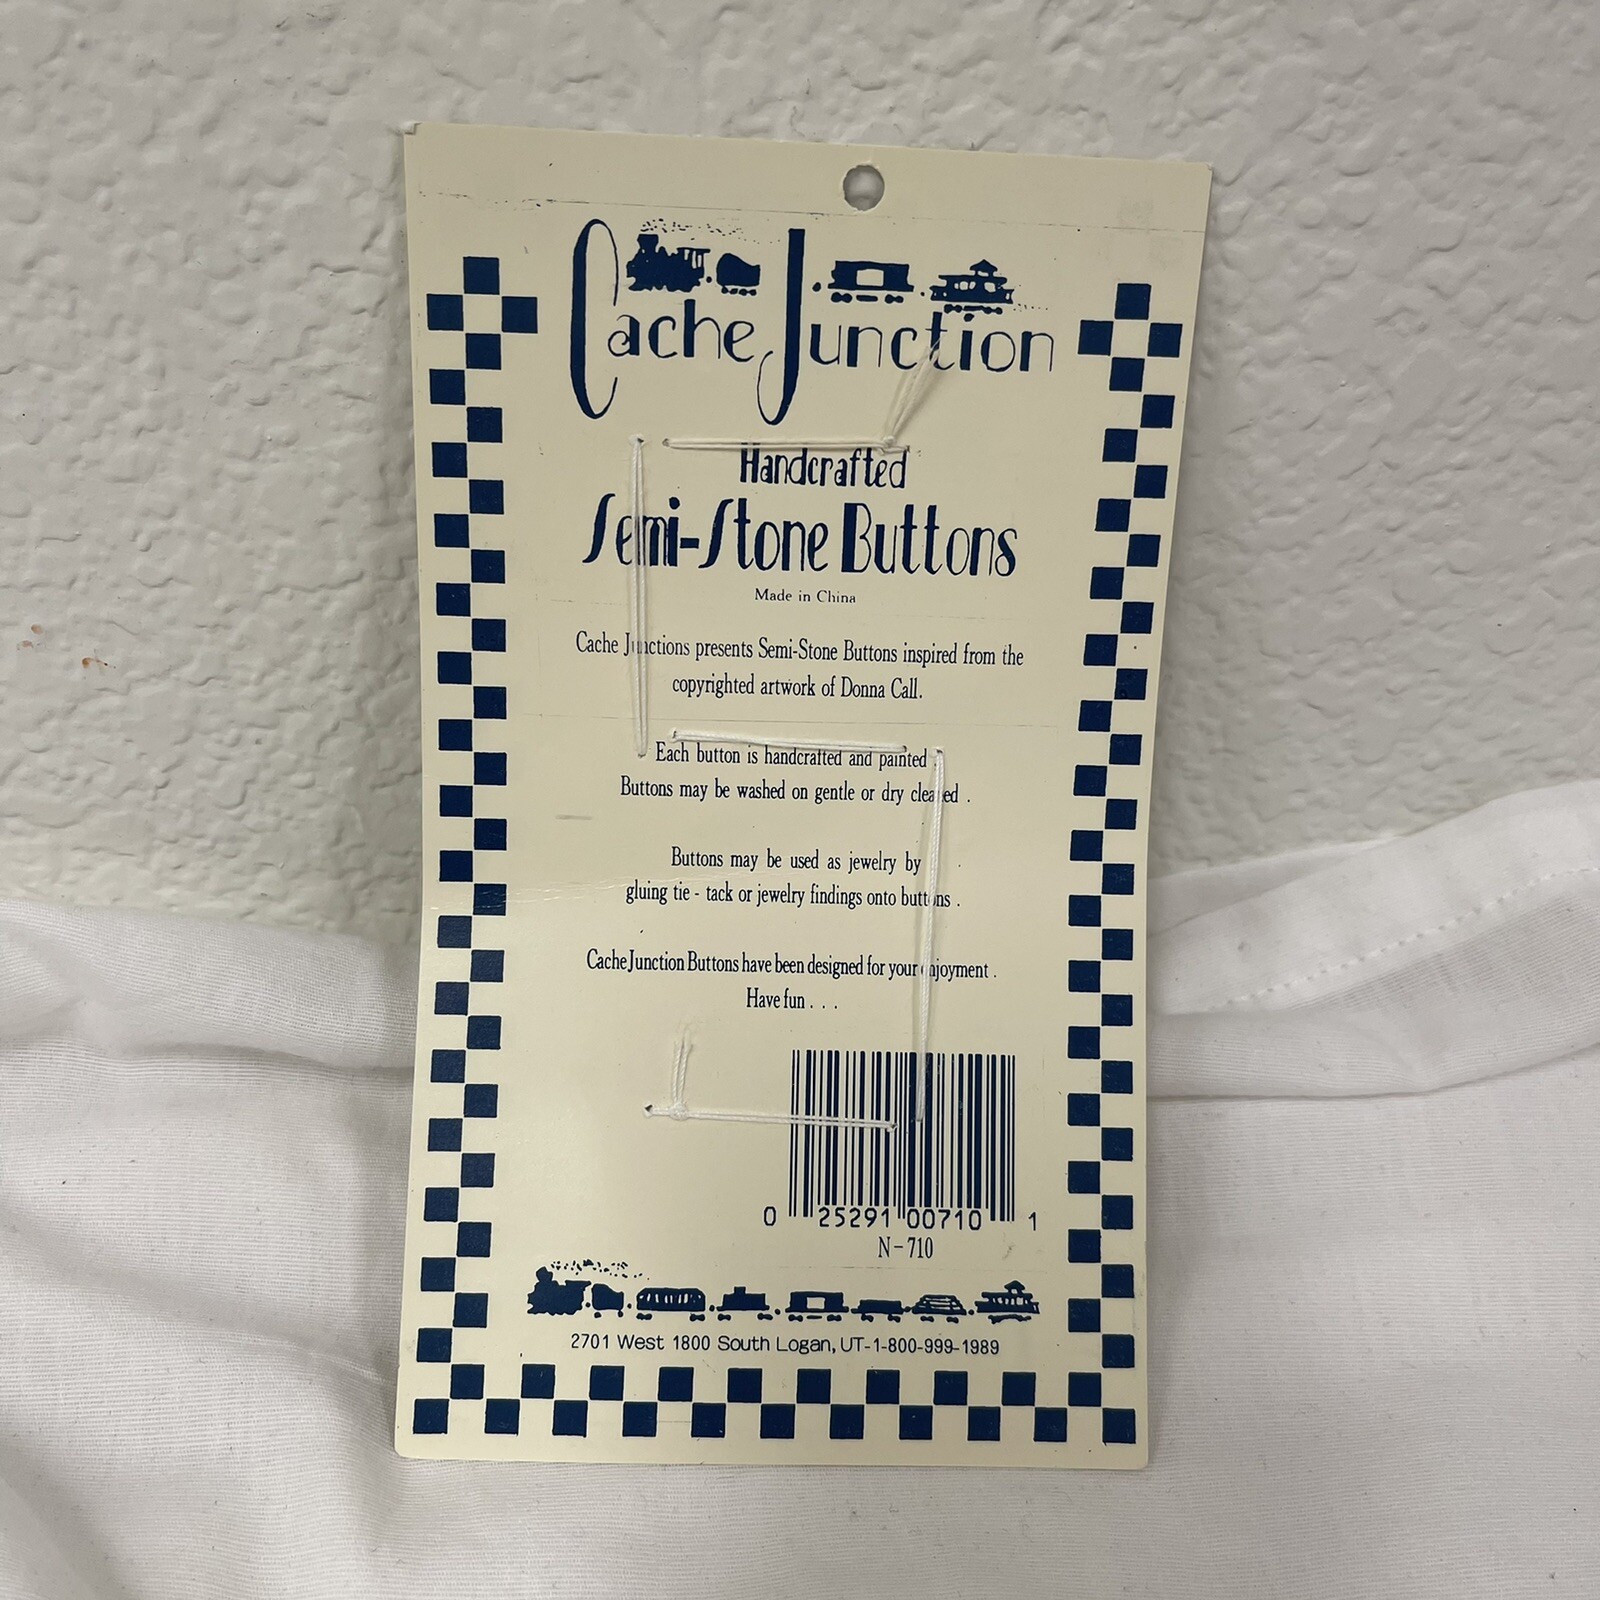 Cache Junction
Handcrafted
Semi-Stone Buttons
Made in China
Cache Junctions presents Semi-Stone Buttons inspired from the
copyrighted artwork of Donna Call.
Each button is handcrafted and painted .
Buttons may be washed on gentle or dry cleaned .
Buttons may be used as jewelry by
gluing tie - tack or jewelry findings onto buttons .
Cache Junction Buttons have been designed for your enjoyment .
Have fun . . .
0 25291 00710 1
N-710
2701 West 1800 South Logan, UT-1-800-999-1989